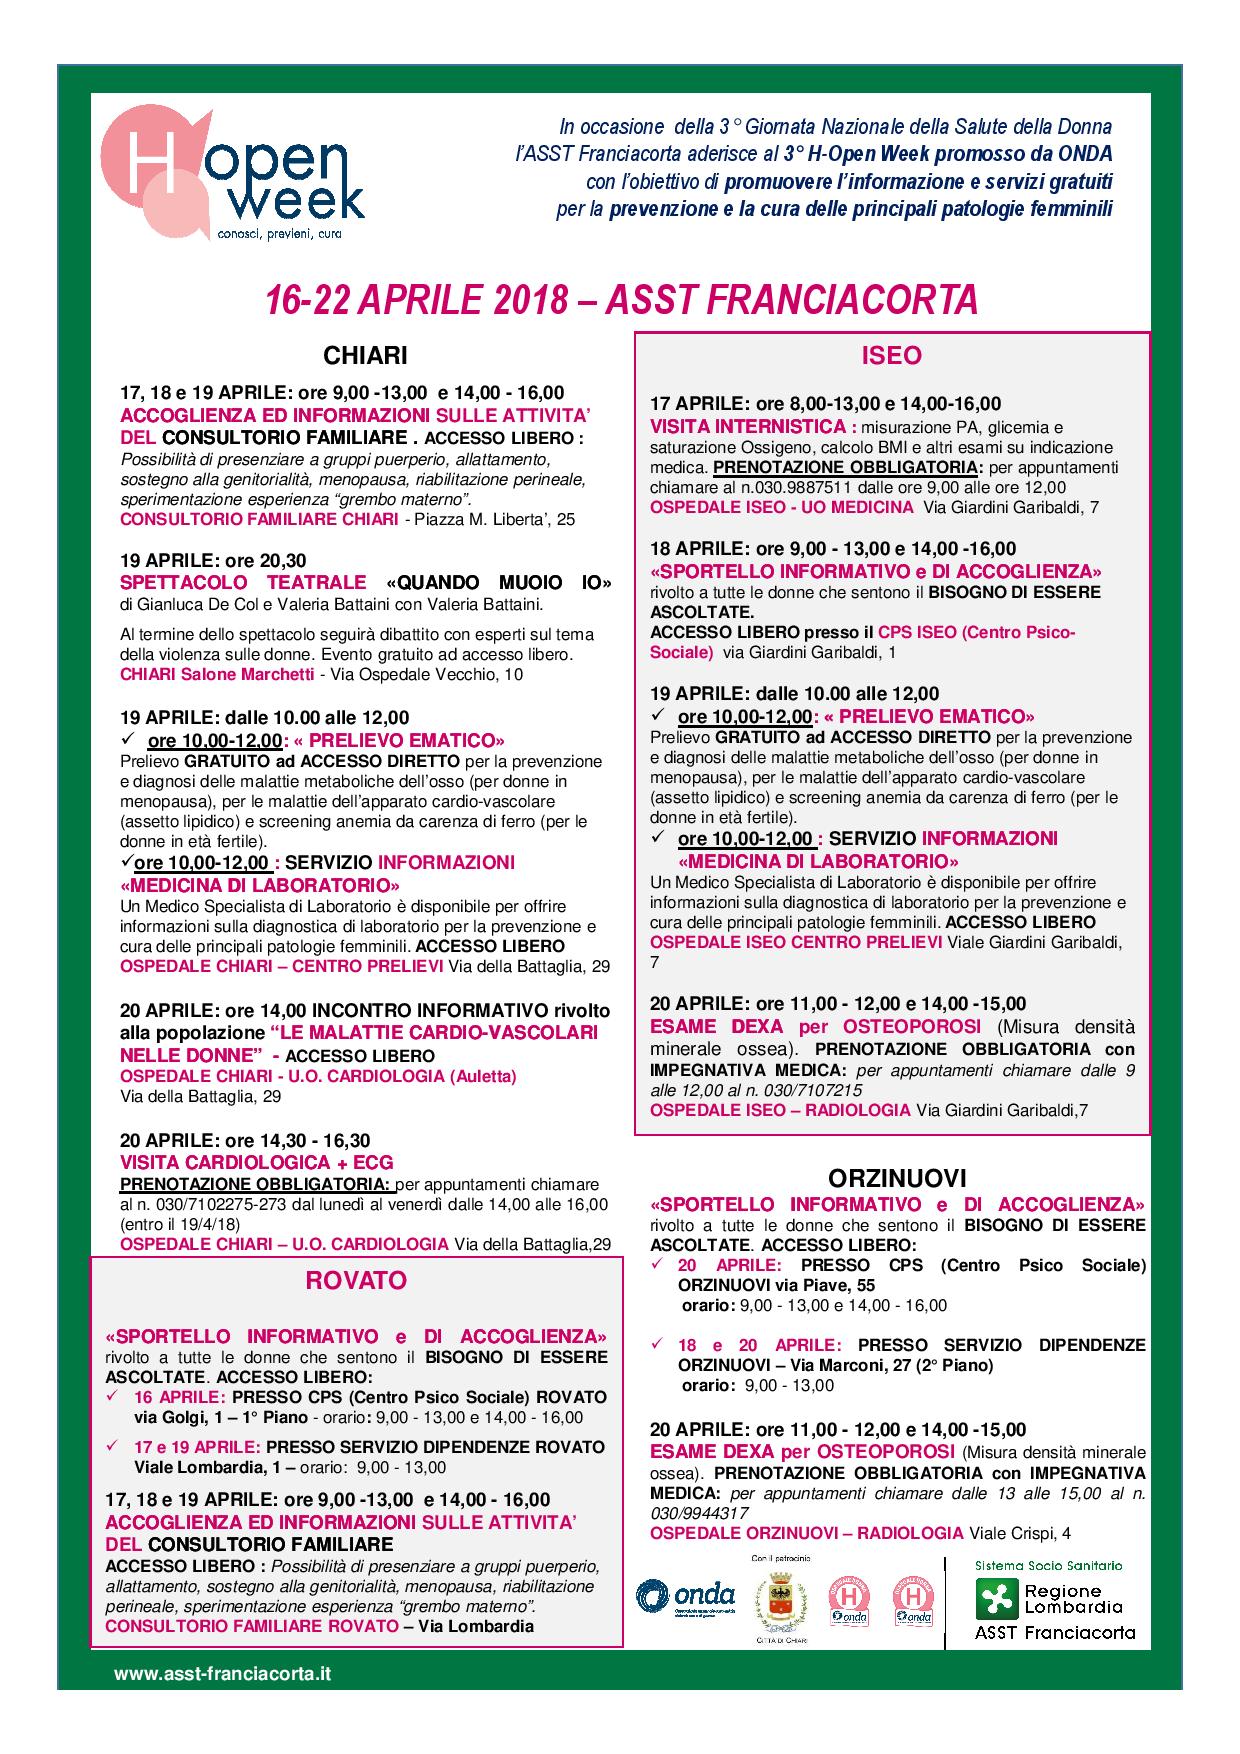 H open
week
conosci, previeni, cura
In occasione della 3° Giornata Nazionale della Salute della Donna
l'ASST Franciacorta aderisce al 3° H-Open Week promosso da ONDA
con l'obiettivo di promuovere l'informazione e servizi gratuiti
per la prevenzione e la cura delle principali patologie femminili
16-22 APRILE 2018 – ASST FRANCIACORTA
CHIARI
17, 18 e 19 APRILE: ore 9,00 -13,00 e 14,00 - 16,00
ACCOGLIENZA ED INFORMAZIONI SULLE ATTIVITA'
DEL CONSULTORIO FAMILIARE . ACCESSO LIBERO :
Possibilità di presenziare a gruppi puerperio, allattamento,
sostegno alla genitorialità, menopausa, riabilitazione perineale,
sperimentazione esperienza “grembo materno”.
CONSULTORIO FAMILIARE CHIARI - Piazza M. Liberta', 25
19 APRILE: ore 20,30
SPETTACOLO TEATRALE «QUANDO MUOIO IO»
di Gianluca De Col e Valeria Battaini con Valeria Battaini.
Al termine dello spettacolo seguirà dibattito con esperti sul tema
della violenza sulle donne. Evento gratuito ad accesso libero.
CHIARI Salone Marchetti - Via Ospedale Vecchio, 10
19 APRILE: dalle 10.00 alle 12,00
✓ ore 10,00-12,00: « PRELIEVO EMATICO»
Prelievo GRATUITO ad ACCESSO DIRETTO per la prevenzione
e diagnosi delle malattie metaboliche dell'osso (per donne in
menopausa), per le malattie dell'apparato cardio-vascolare
(assetto lipidico) e screening anemia da carenza di ferro (per le
donne in età fertile).
✓ore 10,00-12,00 : SERVIZIO INFORMAZIONI
«MEDICINA DI LABORATORIO»
Un Medico Specialista di Laboratorio è disponibile per offrire
informazioni sulla diagnostica di laboratorio per la prevenzione e
cura delle principali patologie femminili. ACCESSO LIBERO
OSPEDALE CHIARI – CENTRO PRELIEVI Via della Battaglia, 29
20 APRILE: ore 14,00 INCONTRO INFORMATIVO rivolto
alla popolazione “LE MALATTIE CARDIO-VASCOLARI
NELLE DONNE” - ACCESSO LIBERO
OSPEDALE CHIARI - U.O. CARDIOLOGIA (Auletta)
Via della Battaglia, 29
20 APRILE: ore 14,30 - 16,30
VISITA CARDIOLOGICA + ECG
PRENOTAZIONE OBBLIGATORIA: per appuntamenti chiamare
al n. 030/7102275-273 dal lunedì al venerdì dalle 14,00 alle 16,00
(entro il 19/4/18)
OSPEDALE CHIARI – U.O. CARDIOLOGIA Via della Battaglia,29
ROVATO
«SPORTELLO INFORMATIVO e DI ACCOGLIENZA»
rivolto a tutte le donne che sentono il BISOGNO DI ESSERE
ASCOLTATE. ACCESSO LIBERO:
✓ 16 APRILE: PRESSO CPS (Centro Psico Sociale) ROVATO
via Golgi, 1 – 1° Piano - orario: 9,00 - 13,00 e 14,00 - 16,00
✓ 17 e 19 APRILE: PRESSO SERVIZIO DIPENDENZE ROVATO
Viale Lombardia, 1 – orario: 9,00 - 13,00
17, 18 e 19 APRILE: ore 9,00 -13,00 e 14,00 - 16,00
ACCOGLIENZA ED INFORMAZIONI SULLE ATTIVITA'
DEL CONSULTORIO FAMILIARE
ACCESSO LIBERO : Possibilità di presenziare a gruppi puerperio,
allattamento, sostegno alla genitorialità, menopausa, riabilitazione
perineale, sperimentazione esperienza “grembo materno”.
CONSULTORIO FAMILIARE ROVATO – Via Lombardia
ISEO
17 APRILE: ore 8,00-13,00 e 14,00-16,00
VISITA INTERNISTICA : misurazione PA, glicemia e
saturazione Ossigeno, calcolo BMI e altri esami su indicazione
medica. PRENOTAZIONE OBBLIGATORIA: per appuntamenti
chiamare al n.030.9887511 dalle ore 9,00 alle ore 12,00
OSPEDALE ISEO - UO MEDICINA Via Giardini Garibaldi, 7
18 APRILE: ore 9,00 - 13,00 e 14,00 -16,00
«SPORTELLO INFORMATIVO e DI ACCOGLIENZA»
rivolto a tutte le donne che sentono il BISOGNO DI ESSERE
ASCOLTATE.
ACCESSO LIBERO presso il CPS ISEO (Centro Psico-
Sociale) via Giardini Garibaldi, 1
19 APRILE: dalle 10.00 alle 12,00
✓ ore 10,00-12,00: « PRELIEVO EMATICO»
Prelievo GRATUITO ad ACCESSO DIRETTO per la prevenzione
e diagnosi delle malattie metaboliche dell'osso (per donne in
menopausa), per le malattie dell'apparato cardio-vascolare
(assetto lipidico) e screening anemia da carenza di ferro (per le
donne in età fertile).
✓ ore 10,00-12,00 : SERVIZIO INFORMAZIONI
«MEDICINA DI LABORATORIO»
Un Medico Specialista di Laboratorio è disponibile per offrire
informazioni sulla diagnostica di laboratorio per la prevenzione e
cura delle principali patologie femminili. ACCESSO LIBERO
OSPEDALE ISEO CENTRO PRELIEVI Viale Giardini Garibaldi,
7
20 APRILE: ore 11,00 - 12,00 e 14,00 -15,00
ESAME DEXA per OSTEOPOROSI (Misura densità
minerale ossea). PRENOTAZIONE OBBLIGATORIA con
IMPEGNATIVA MEDICA: per appuntamenti chiamare dalle 9
alle 12,00 al n. 030/7107215
OSPEDALE ISEO – RADIOLOGIA Via Giardini Garibaldi,7
ORZINUOVI
«SPORTELLO INFORMATIVO e DI ACCOGLIENZA»
rivolto a tutte le donne che sentono il BISOGNO DI ESSERE
ASCOLTATE. ACCESSO LIBERO:
✓ 20 APRILE: PRESSO CPS (Centro Psico Sociale)
ORZINUOVI via Piave, 55
orario: 9,00 - 13,00 e 14,00 - 16,00
✓ 18 e 20 APRILE: PRESSO SERVIZIO DIPENDENZE
ORZINUOVI – Via Marconi, 27 (2° Piano)
orario: 9,00 - 13,00
20 APRILE: ore 11,00 - 12,00 e 14,00 -15,00
ESAME DEXA per OSTEOPOROSI (Misura densità minerale
ossea). PRENOTAZIONE OBBLIGATORIA con IMPEGNATIVA
MEDICA: per appuntamenti chiamare dalle 13 alle 15,00 al n.
030/9944317
OSPEDALE ORZINUOVI – RADIOLOGIA Viale Crispi, 4
onda
Con il patrocinio
CITTÀ DI CHIARI
H
onda
H
onda
Sistema Socio Sanitario
Regione
Lombardia
ASST Franciacorta
www.asst-franciacorta.it